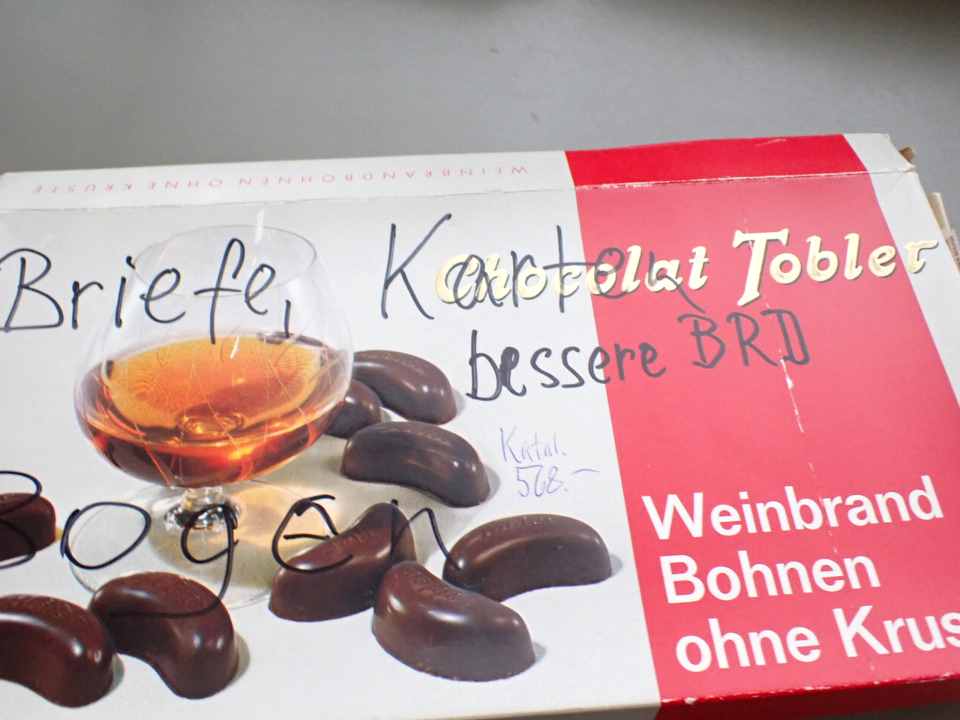 WEINBRANDBOHNEN OHNE KRUSTE
Chocolat Tobler
Briefe, Karten,
bessere BRD
Katal.
568.-
Bogen
Weinbrand
Bohnen
ohne Krus